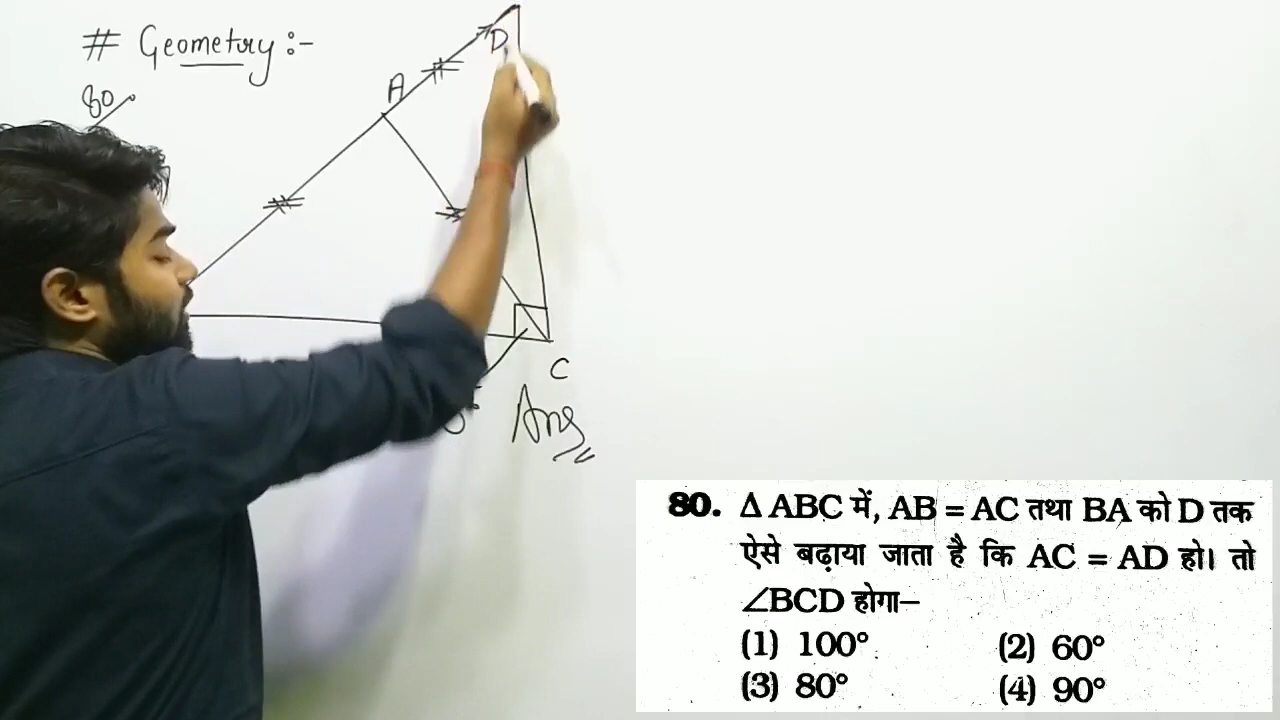 # Geometry :-
80
A
D
C
Ans
80. Δ ABC में, AB = AC तथा BA को D तक
ऐसे बढ़ाया जाता है कि AC = AD हो। तो
∠BCD होगा–
(1) 100° (2) 60°
(3) 80° (4) 90°